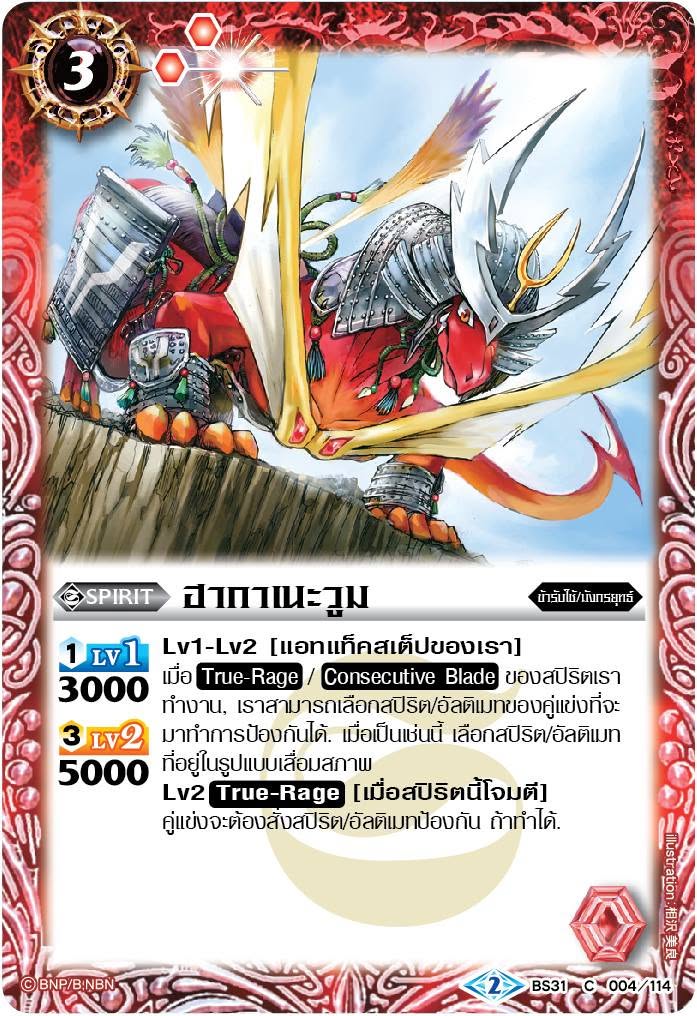 3
SPIRIT ฮากาเนะวูม ข้ารับใช้/มังกรยุทธ์
1 LV1 3000
3 LV2 5000
Lv1-Lv2 [แอทแท็คสเต็ปของเรา]
เมื่อ True-Rage / Consecutive Blade ของสปิริตเรา
ทำงาน, เราสามารถเลือกสปิริต/อัลติเมทของคู่แข่งที่จะ
มาทำการป้องกันได้. เมื่อเป็นเช่นนี้ เลือกสปิริต/อัลติเมท
ที่อยู่ในรูปแบบเสื่อมสภาพ
Lv2 True-Rage [เมื่อสปิริตนี้โจมตี]
คู่แข่งจะต้องสั่งสปิริต/อัลติเมทป้องกัน ถ้าทำได้.
illustration:相沢 美良
©BNP/B,NBN
2 BS31 C 004/114